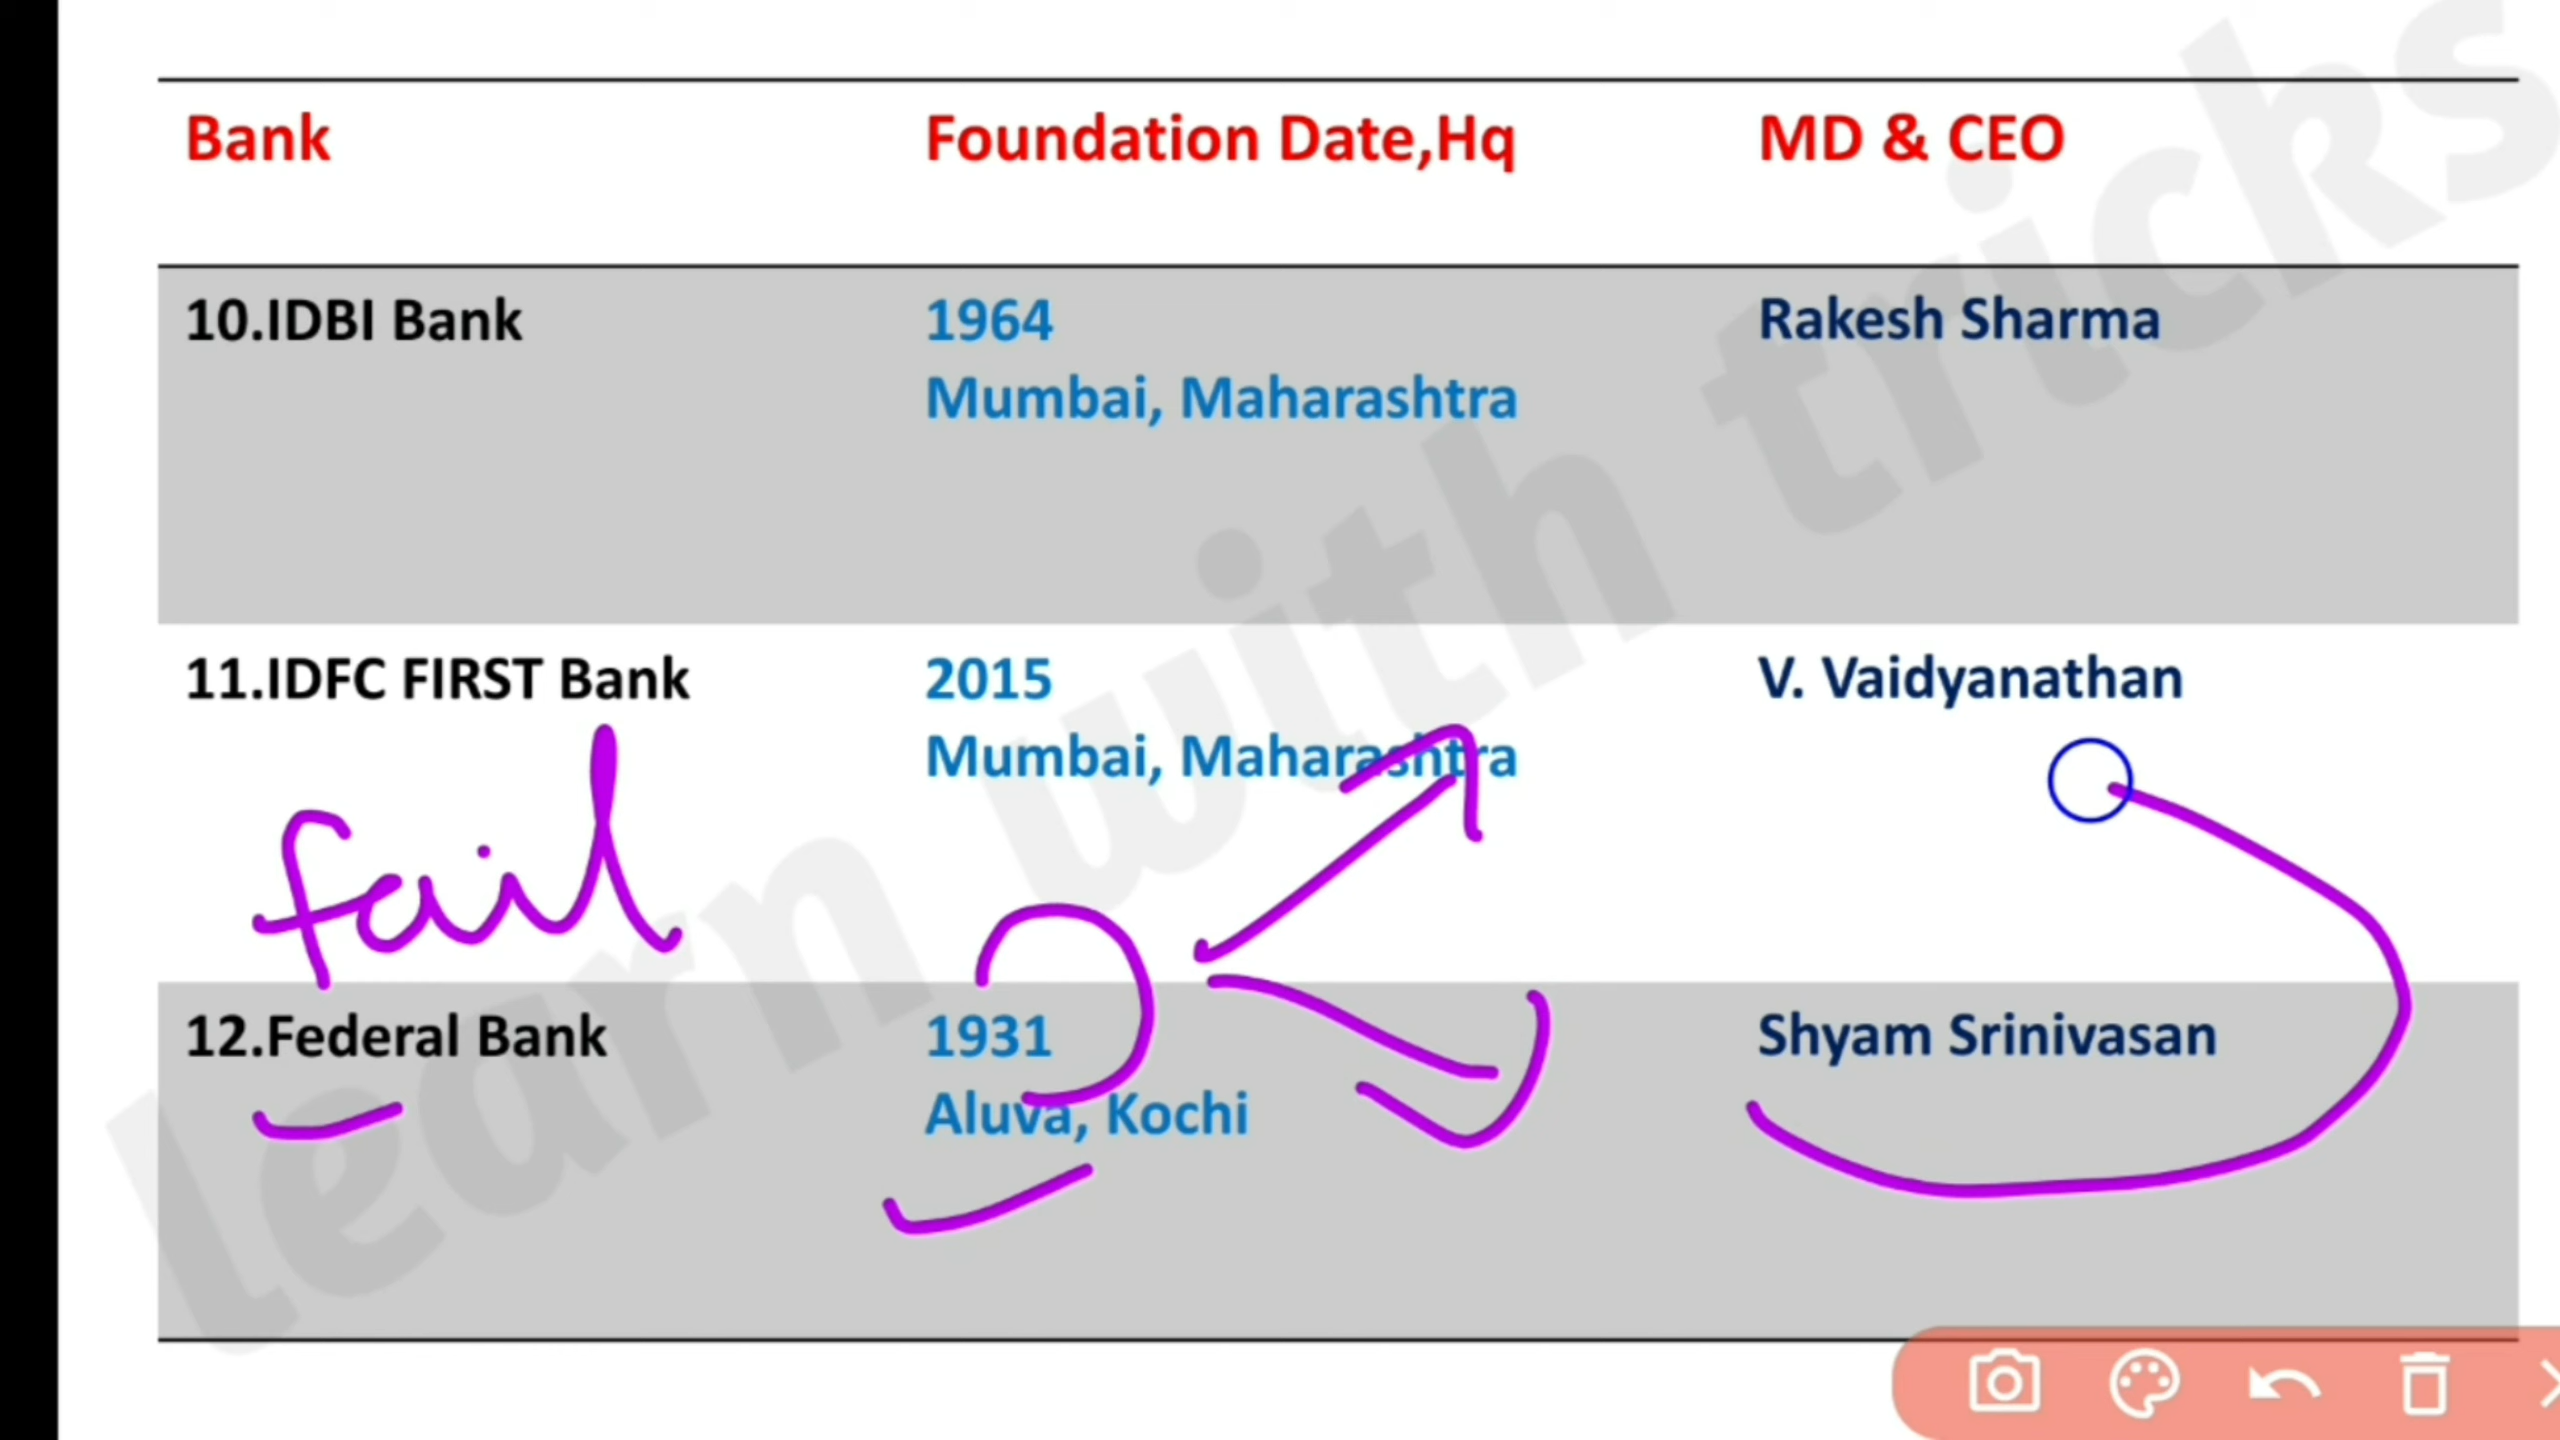 Bank Foundation Date,Hq MD & CEO
10.IDBI Bank 1964 Rakesh Sharma
Mumbai, Maharashtra
11.IDFC FIRST Bank 2015 V. Vaidyanathan
Mumbai, Maharashtra
fail
12.Federal Bank 1931 Shyam Srinivasan
Aluva, Kochi
learn with tricks